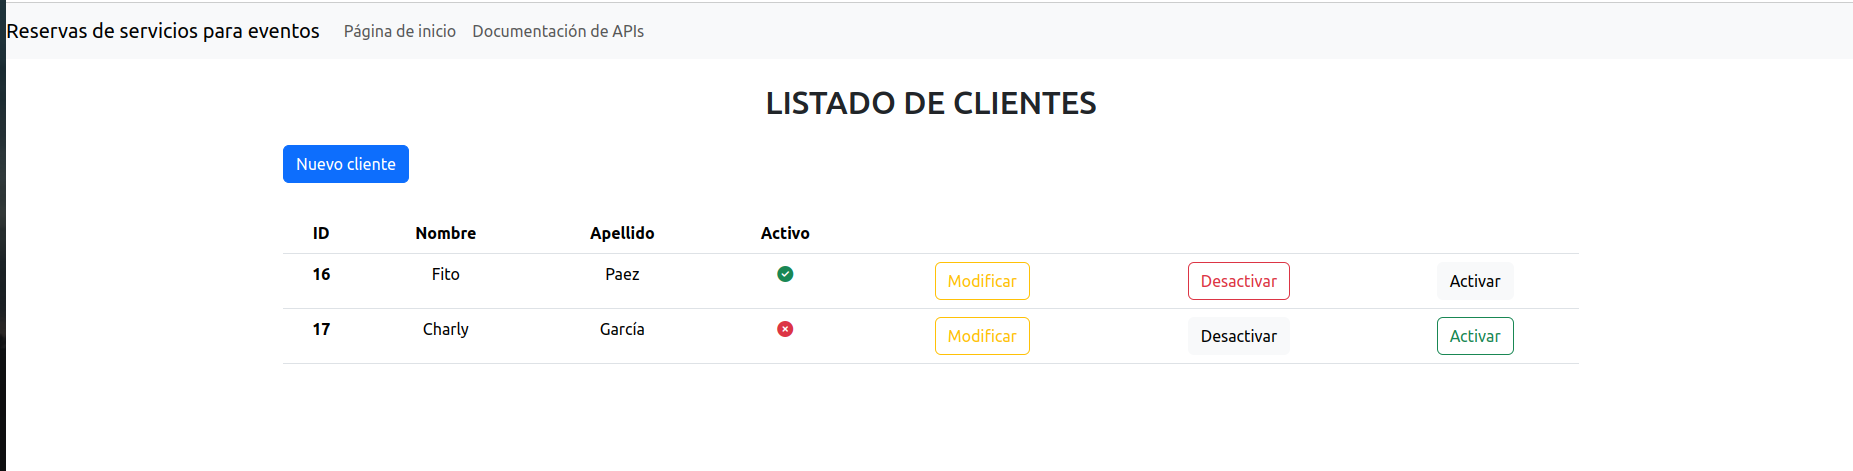 Reservas de servicios para eventos Página de inicio Documentación de APIs
LISTADO DE CLIENTES
Nuevo cliente
ID Nombre Apellido Activo
16 Fito Paez Modificar Desactivar Activar
17 Charly García Modificar Desactivar Activar